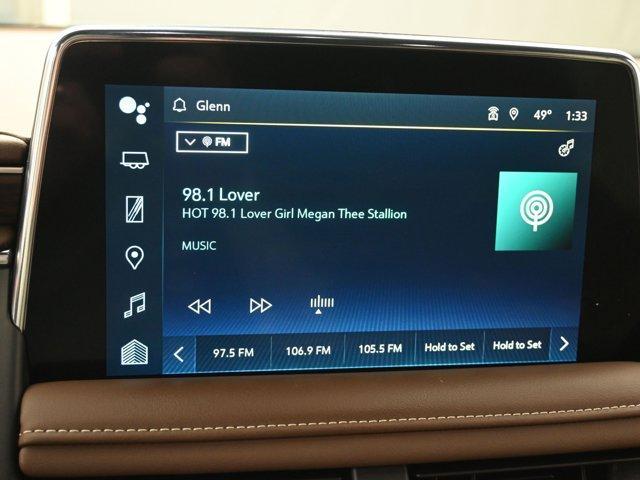 Glenn
49° 1:33
FM
98.1 Lover
HOT 98.1 Lover Girl Megan Thee Stallion
MUSIC
97.5 FM 106.9 FM 105.5 FM Hold to Set Hold to Set